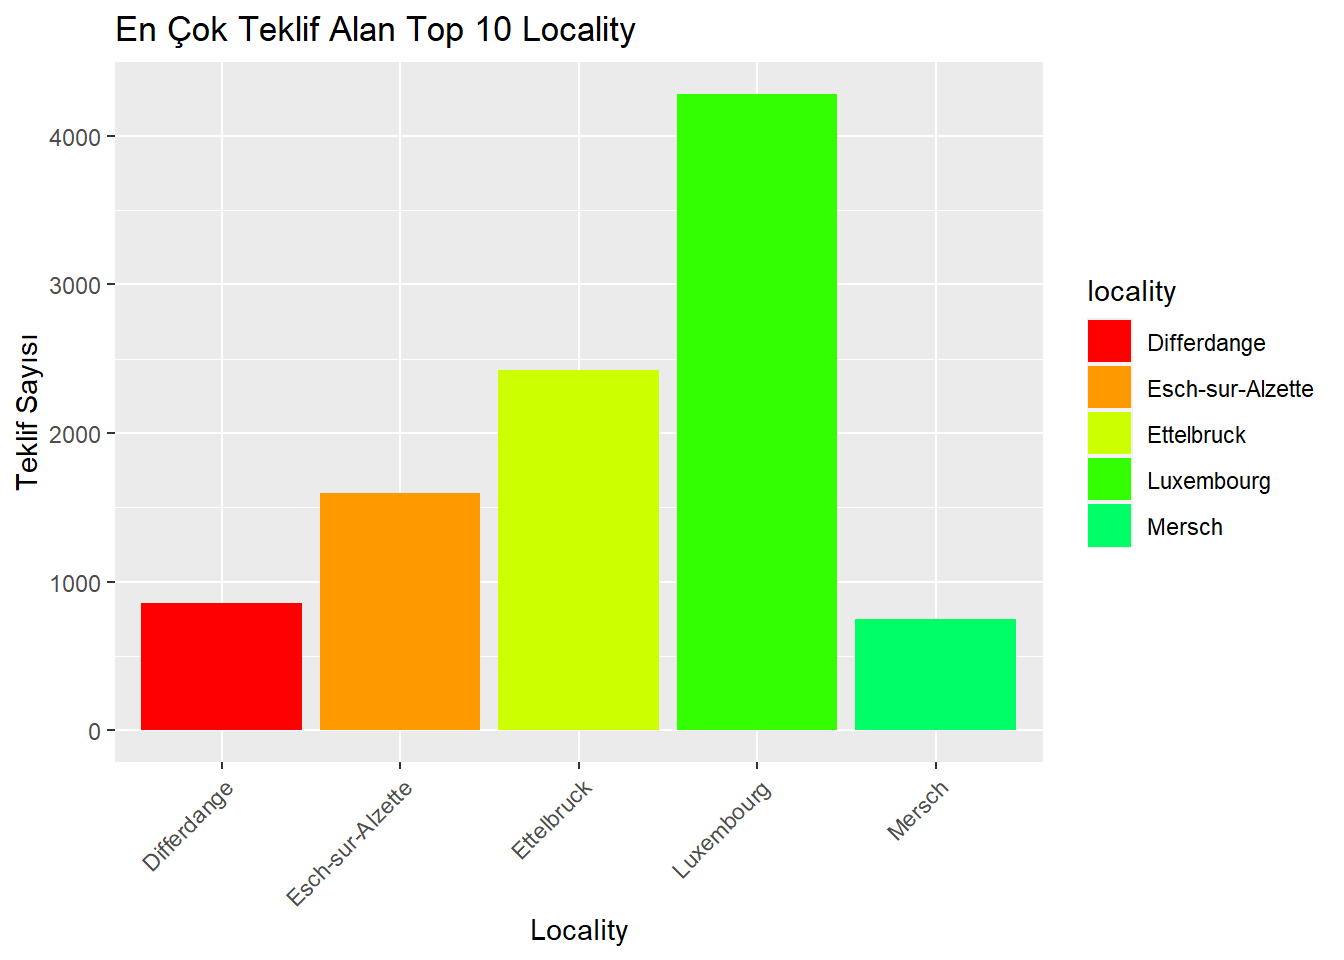 En Çok Teklif Alan Top 10 Locality
Teklif Sayısı
4000
3000
2000
1000
0
Differdange
Esch-sur-Alzette
Ettelbruck
Luxembourg
Mersch
Locality
locality
Differdange
Esch-sur-Alzette
Ettelbruck
Luxembourg
Mersch